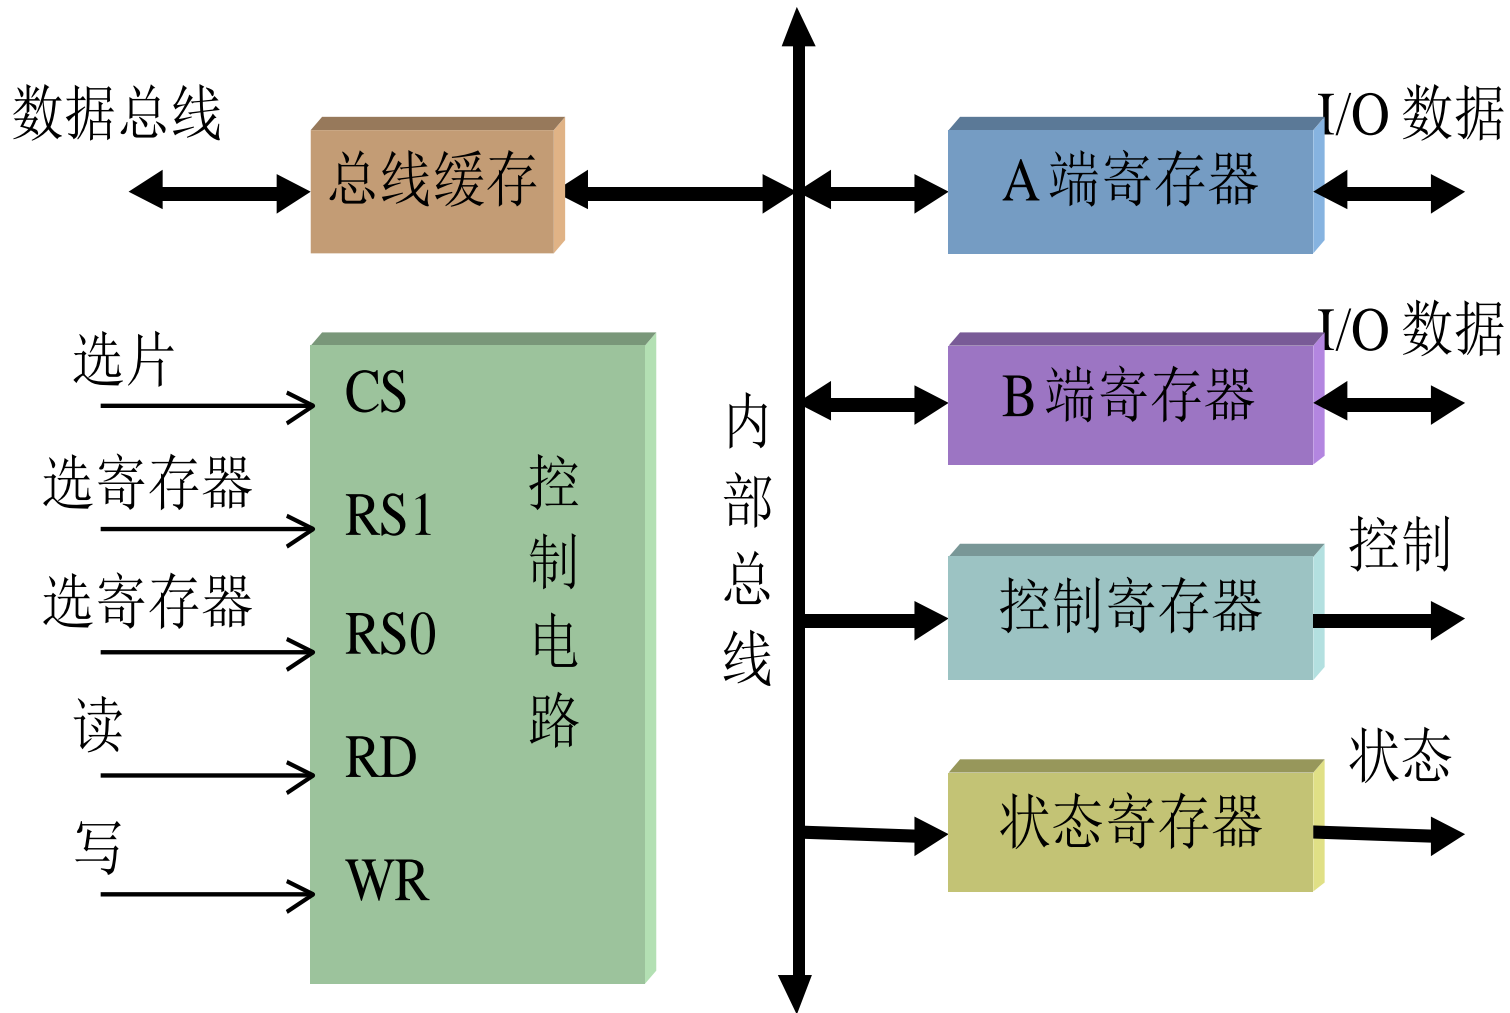 数据总线
总线缓存
A 端寄存器
I/O 数据
B 端寄存器
I/O 数据
选片
CS
选寄存器
RS1
选寄存器
RS0
读
RD
写
WR
控
制
电
路
内
部
总
线
控制寄存器
控制
状态寄存器
状态